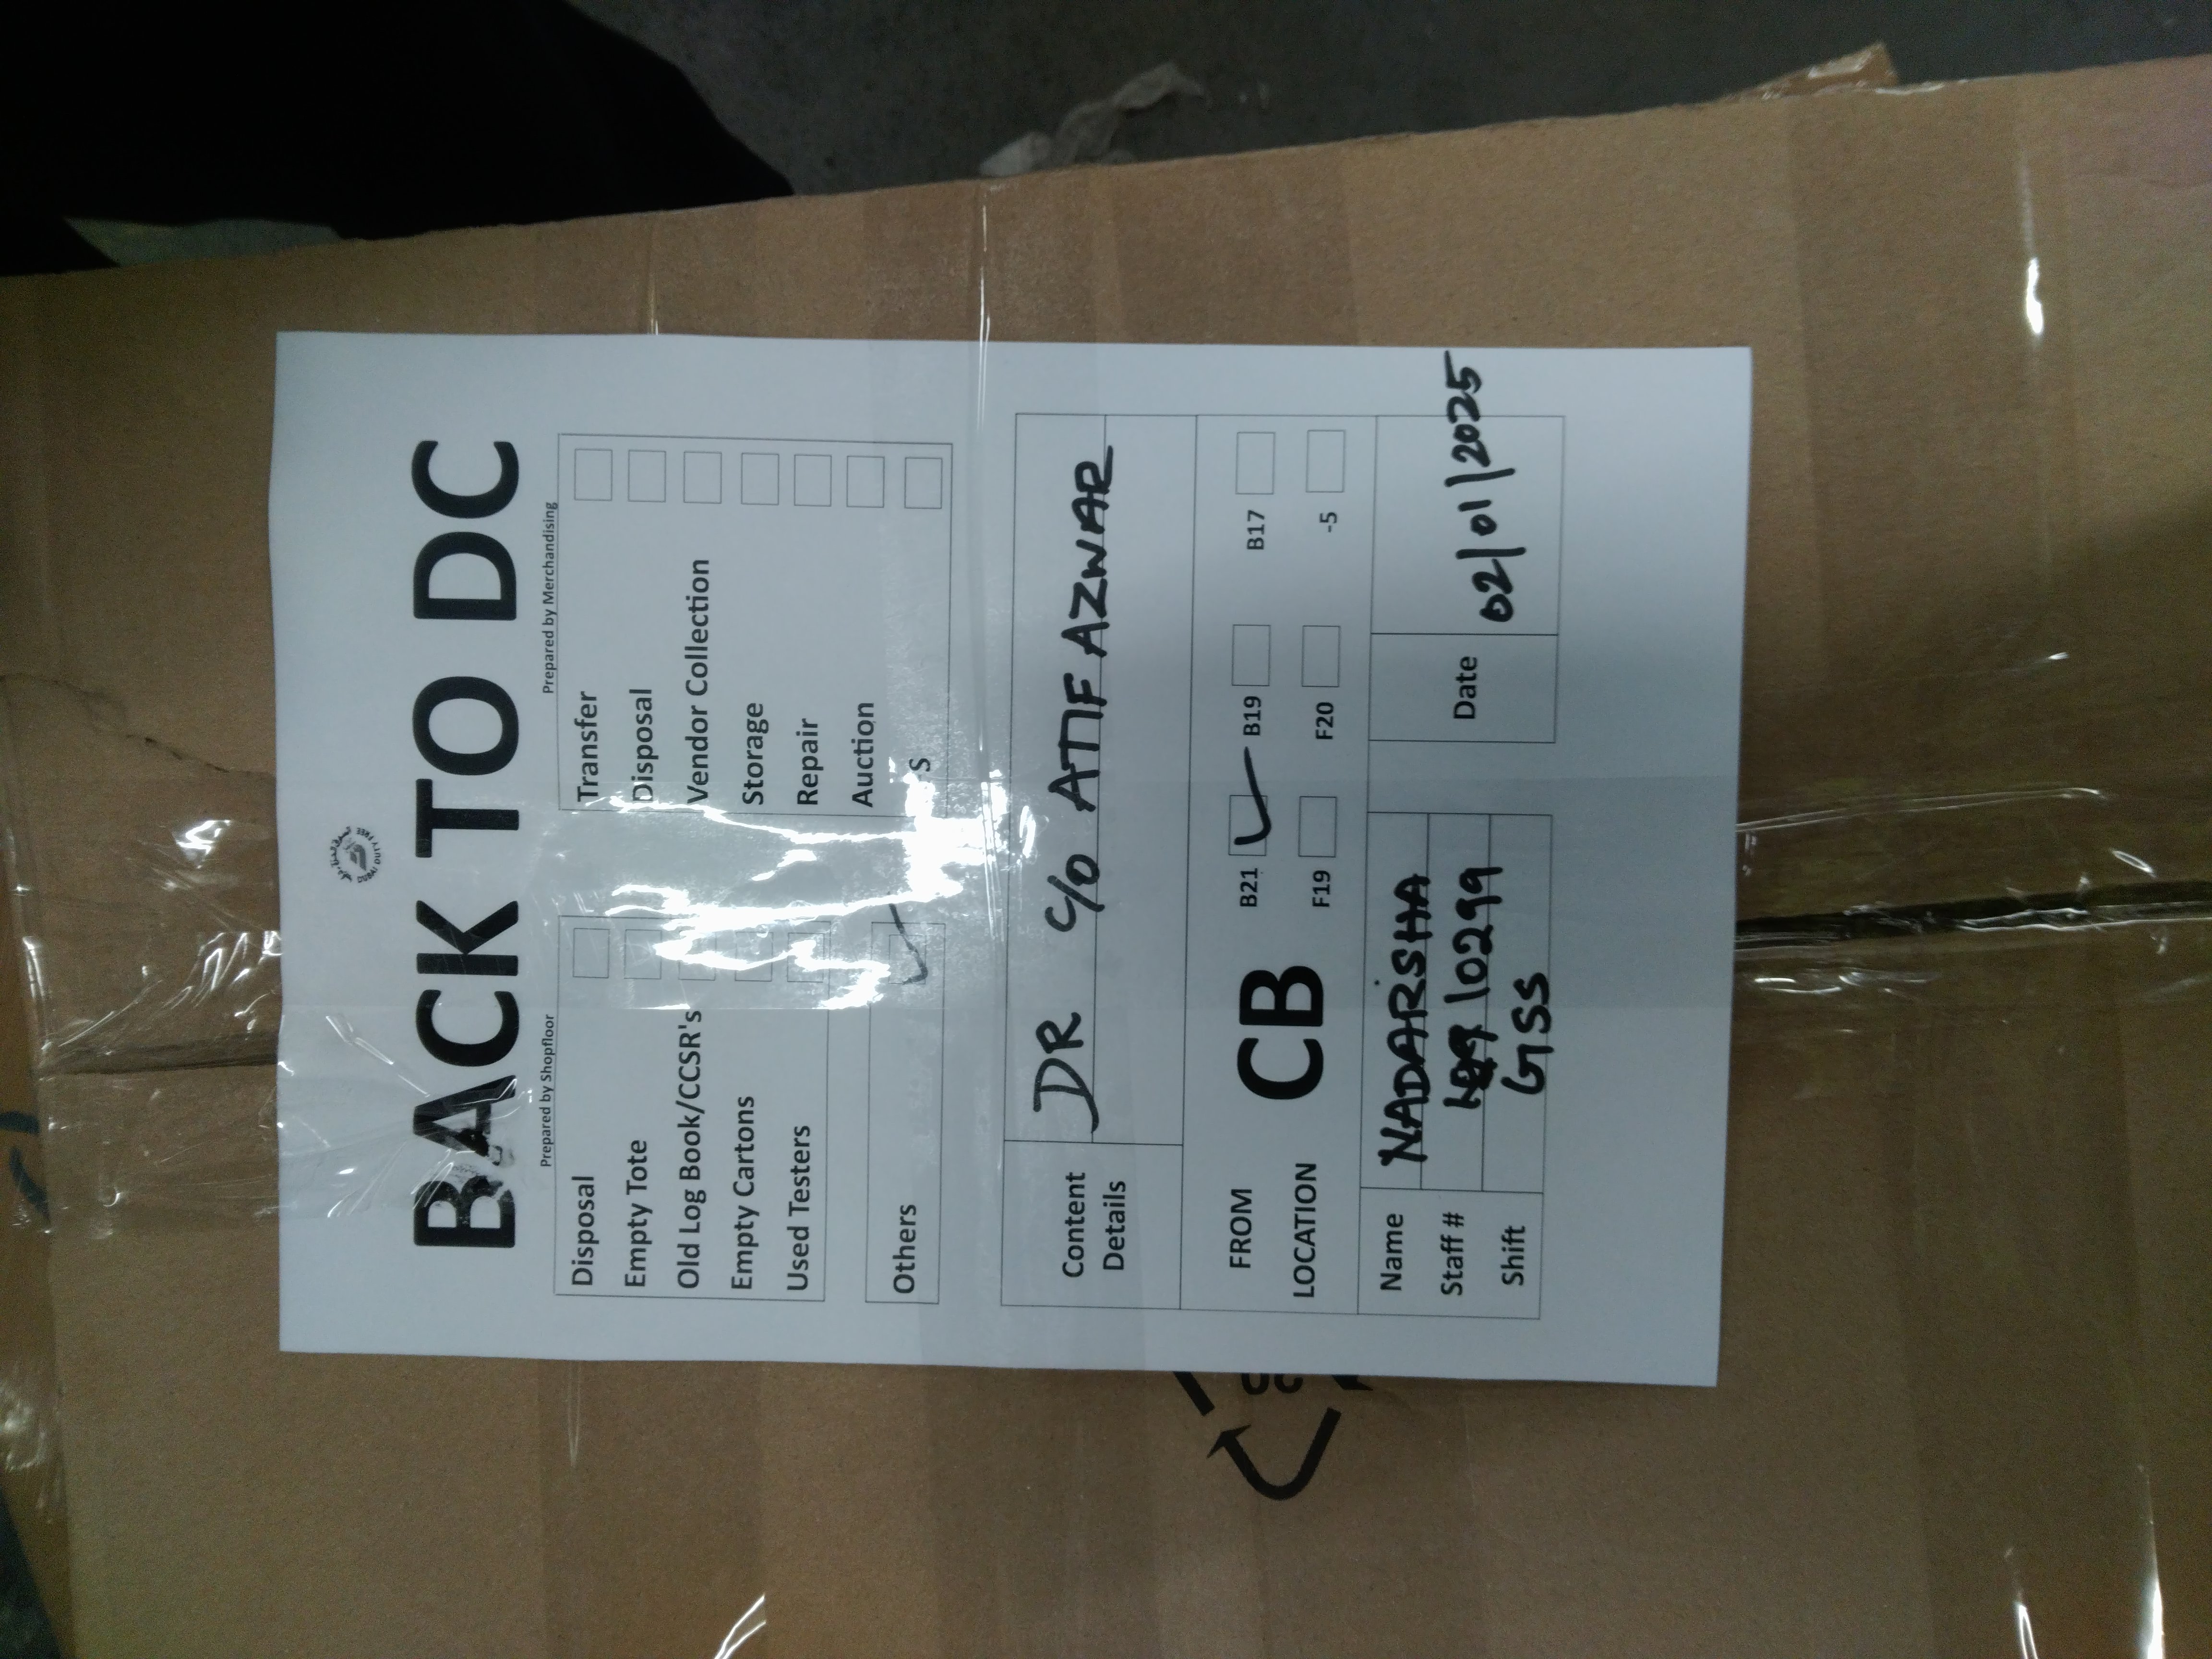 BACK TO DC
Prepared by Shopfloor
Prepared by Merchandising
Disposal
Transfer
Empty Tote
Disposal
Old Log Book/CCSR's
Vendor Collection
Empty Cartons
Storage
Used Testers
Repair
Auction
Others
Content Details
DR c/o ATIF AZWAR
FROM LOCATION
CB
B21 B19 B17
F19 F20 -5
Name NADARSHA
Staff # 10299
Shift GSS
Date 02/01/2025